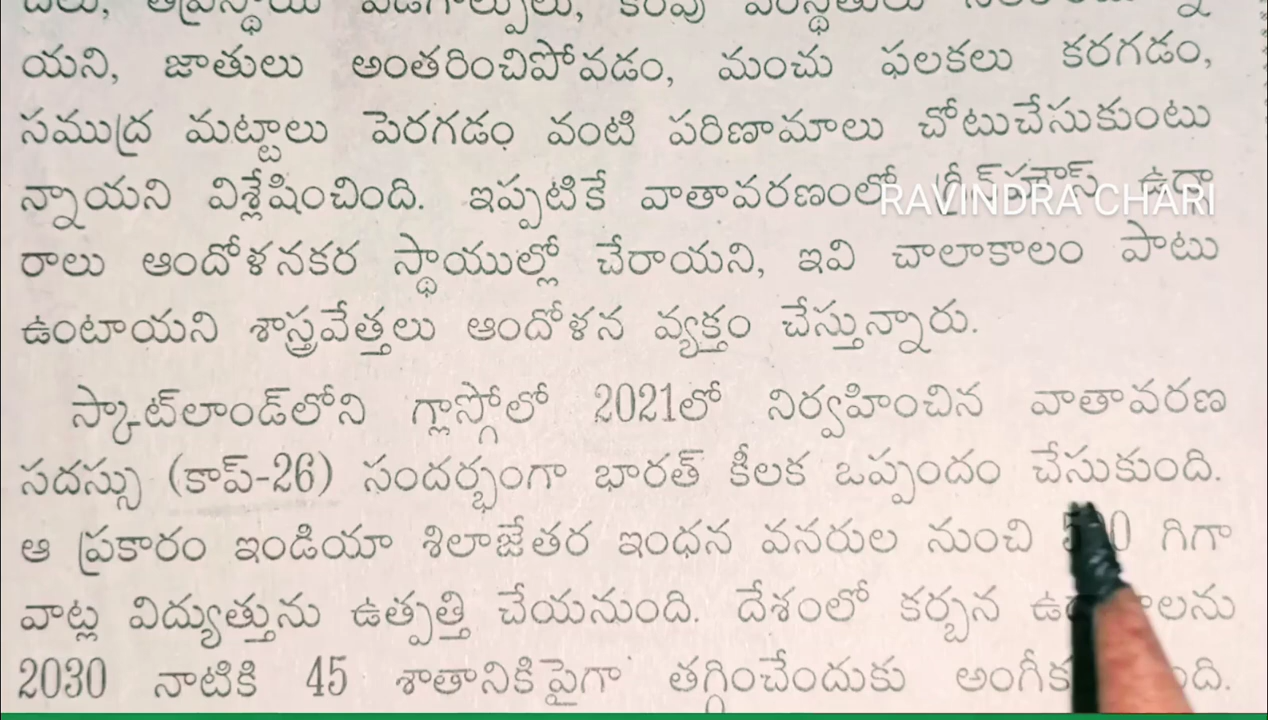 యని, జాతులు అంతరించిపోవడం, మంచు ఫలకలు కరగడం,
సముద్ర మట్టాలు పెరగడం వంటి పరిణామాలు చోటుచేసుకుంటు
న్నాయని విశ్లేషించింది. ఇప్పటికే వాతావరణంలో గ్రీన్‌హౌస్ ఉద్గా
RAVINDRA CHARI
రాలు ఆందోళనకర స్థాయుల్లో చేరాయని, ఇవి చాలాకాలం పాటు
ఉంటాయని శాస్త్రవేత్తలు ఆందోళన వ్యక్తం చేస్తున్నారు.
స్కాట్‌లాండ్‌లోని గ్లాస్గోలో 2021లో నిర్వహించిన వాతావరణ
సదస్సు (కాప్-26) సందర్భంగా భారత్ కీలక ఒప్పందం చేసుకుంది.
ఆ ప్రకారం ఇండియా శిలాజేతర ఇంధన వనరుల నుంచి గిగా
వాట్ల విద్యుత్తును ఉత్పత్తి చేయనుంది. దేశంలో కర్బన
2030 నాటికి 45 శాతానికిపైగా తగ్గించేందుకు